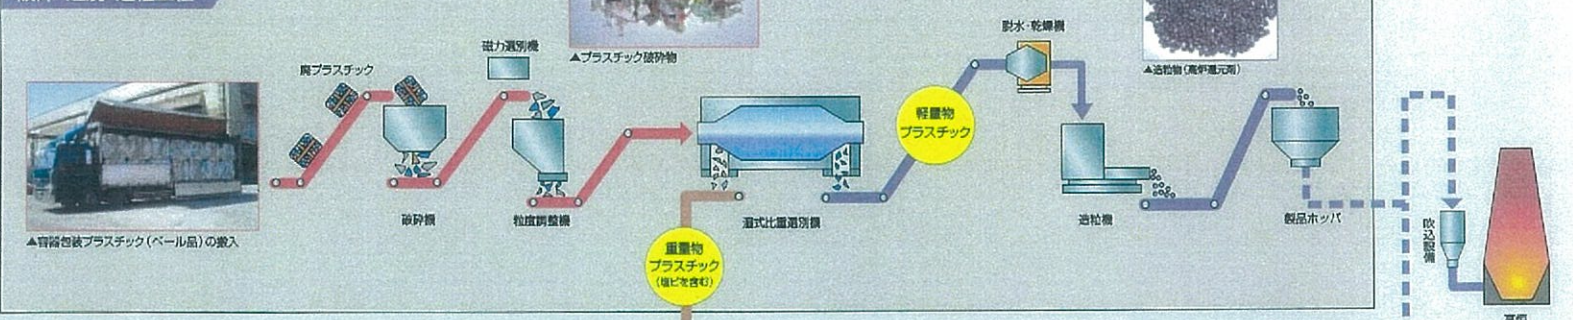 磁力選別機
▲プラスチック破砕物
脱水・乾燥機
▲造粒物(高炉還元剤)
廃プラスチック
軽量物
プラスチック
破砕機
粒度調整機
湿式比重選別機
造粒機
製品ホッパ
吹込設備
▲容器包装プラスチック(ベール品)の搬入
重量物
プラスチック
(塩ビを含む)